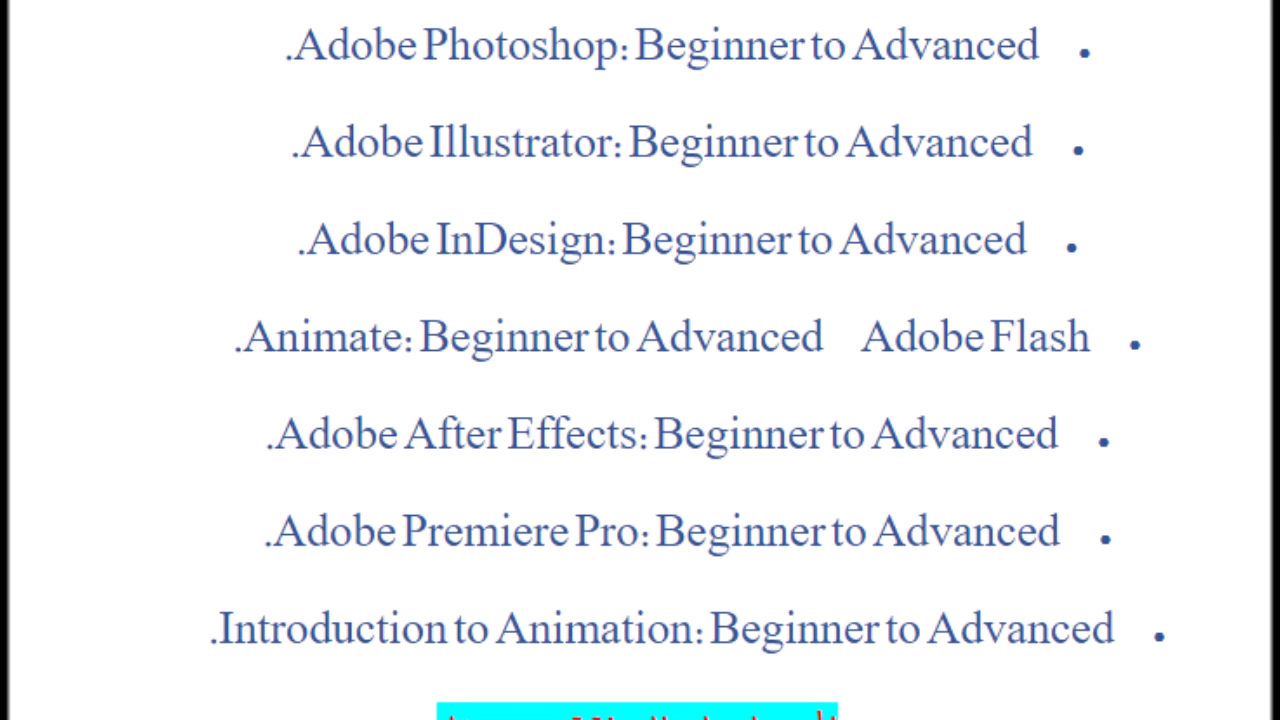 .Adobe Photoshop: Beginner to Advanced •
.Adobe Illustrator: Beginner to Advanced •
.Adobe InDesign: Beginner to Advanced •
.Animate: Beginner to Advanced Adobe Flash •
.Adobe After Effects: Beginner to Advanced •
.Adobe Premiere Pro: Beginner to Advanced •
.Introduction to Animation: Beginner to Advanced •